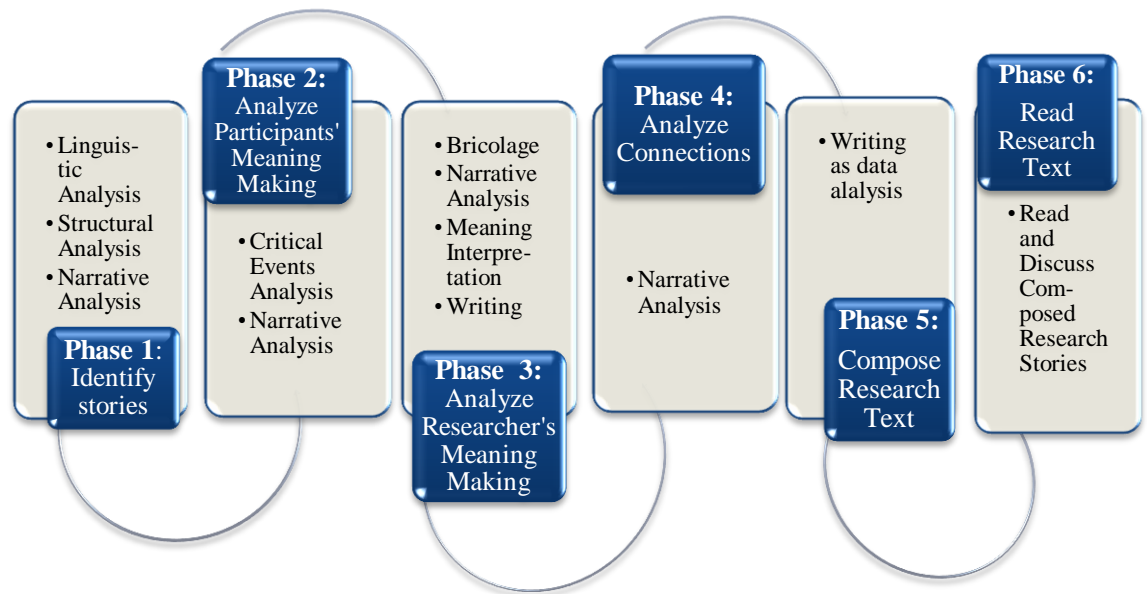 • Linguis-
tic
Analysis
• Structural
Analysis
• Narrative
Analysis
Phase 1:
Identify
stories
Phase 2:
Analyze
Participants'
Meaning
Making
• Critical
Events
Analysis
• Narrative
Analysis
• Bricolage
• Narrative
Analysis
• Meaning
Interpre-
tation
• Writing
Phase 3:
Analyze
Researcher's
Meaning
Making
Phase 4:
Analyze
Connections
• Narrative
Analysis
• Writing
as data
alalysis
Phase 5:
Compose
Research
Text
Phase 6:
Read
Research
Text
• Read
and
Discuss
Com-
posed
Research
Stories